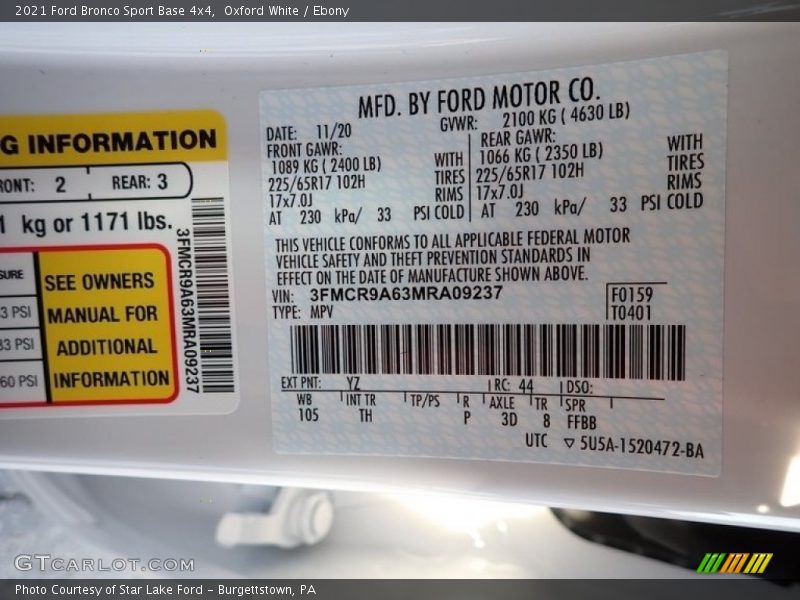 2021 Ford Bronco Sport Base 4x4, Oxford White / Ebony
G INFORMATION
RONT: 2 REAR: 3
1 kg or 1171 lbs.
SURE
3 PSI
33 PSI
60 PSI
SEE OWNERS
MANUAL FOR
ADDITIONAL
INFORMATION
3FMCR9A63MRA09237
MFD. BY FORD MOTOR CO.
DATE: 11/20 GVWR: 2100 KG ( 4630 LB)
FRONT GAWR: REAR GAWR:
1089 KG ( 2400 LB) WITH 1066 KG ( 2350 LB) WITH
225/65R17 102H TIRES 225/65R17 102H TIRES
17x7.0J RIMS 17x7.0J RIMS
AT 230 kPa/ 33 PSI COLD AT 230 kPa/ 33 PSI COLD
THIS VEHICLE CONFORMS TO ALL APPLICABLE FEDERAL MOTOR
VEHICLE SAFETY AND THEFT PREVENTION STANDARDS IN
EFFECT ON THE DATE OF MANUFACTURE SHOWN ABOVE.
VIN: 3FMCR9A63MRA09237 F0159
TYPE: MPV T0401
EXT PNT: YZ RC: 44 DSO:
WB INT TR TP/PS R AXLE TR SPR
105 TH P 3D 8 FFBB
UTC ▽ 5U5A-1520472-BA
GTCARLOT.COM
Photo Courtesy of Star Lake Ford - Burgettstown, PA